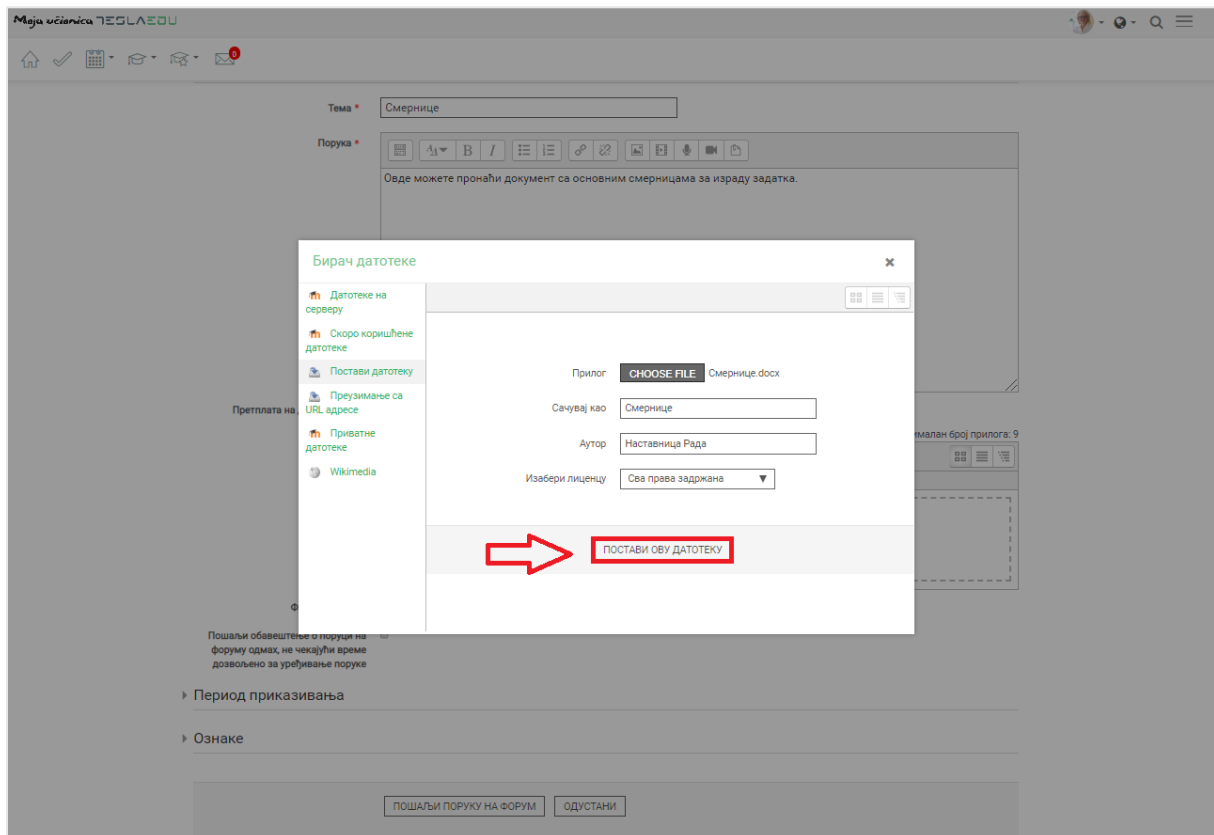 Moja učionica TESLAEDU
0
Тема *
Смернице
Порука *
B I
Овде можете пронаћи документ са основним смерницама за израду задатка.
Бирач датотеке
Датотеке на
серверу
Скоро коришћене
датотеке
Постави датотеку
Преузимање са
URL адресе
Приватне
датотеке
Wikimedia
Прилог CHOOSE FILE Смернице.docx
Сачувај као Смернице
Аутор Наставница Рада
Изабери лиценцу Сва права задржана
ПОСТАВИ ОВУ ДАТОТЕКУ
Претплата на
број прилога: 9
Пошаљи обавештење о поруци на
форуму одмах, не чекајући време
дозвољено за уређивање поруке
Период приказивања
Ознаке
ПОШАЉИ ПОРУКУ НА ФОРУМ ОДУСТАНИ